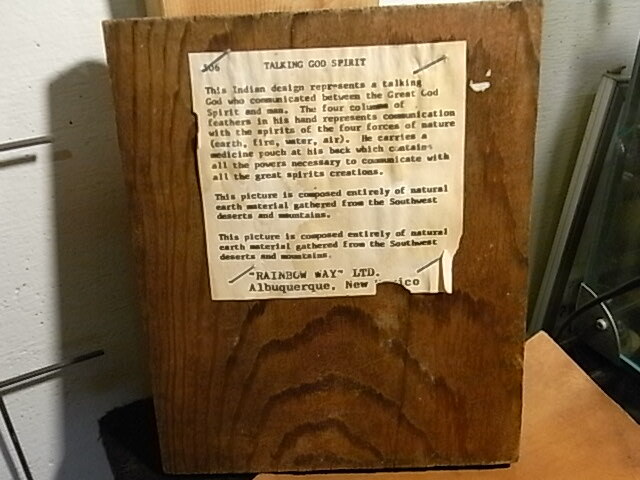 506 TALKING GOD SPIRIT
This Indian design represents a talking
God who communicated between the Great God
Spirit and man. The four columns of
feathers in his hand represents communication
with the spirits of the four forces of nature
(earth, fire, water, air). He carries a
medicine pouch at his back which contains
all the powers necessary to communicate with
all the great spirits creations.
This picture is composed entirely of natural
earth material gathered from the Southwest
deserts and mountains.
This picture is composed entirely of natural
earth material gathered from the Southwest
deserts and mountains.
"RAINBOW WAY" LTD.
Albuquerque, New